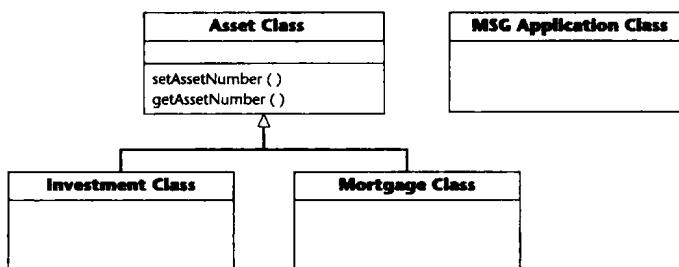 Asset Class
MSG Application Class
setAssetNumber ( )
getAssetNumber ( )
Investment Class
Mortgage Class